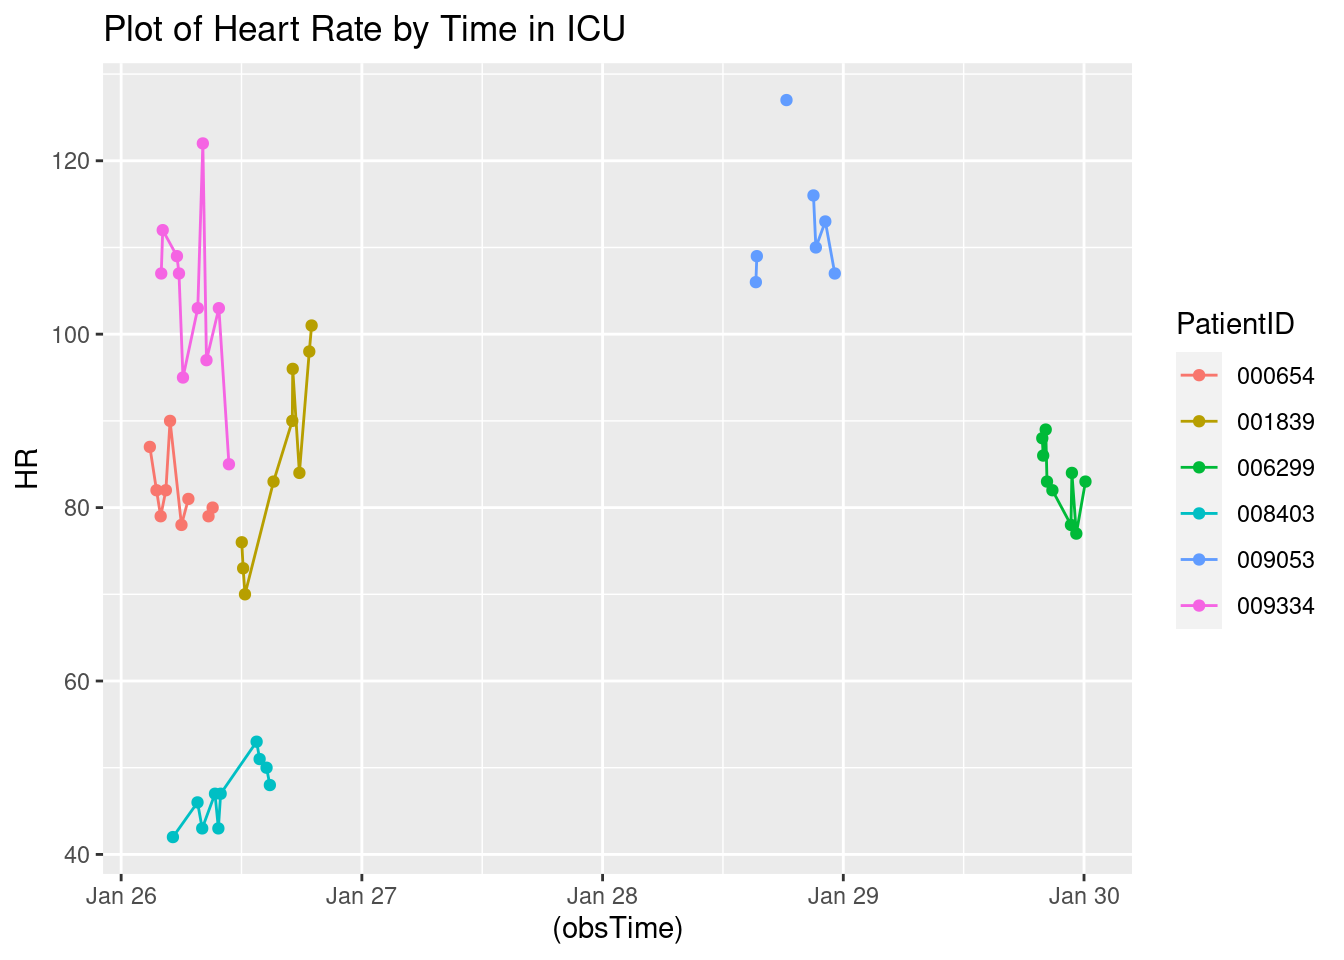 Plot of Heart Rate by Time in ICU
HR
120
100
80
60
40
Jan 26 Jan 27 Jan 28 Jan 29 Jan 30
(obsTime)
PatientID
000654
001839
006299
008403
009053
009334